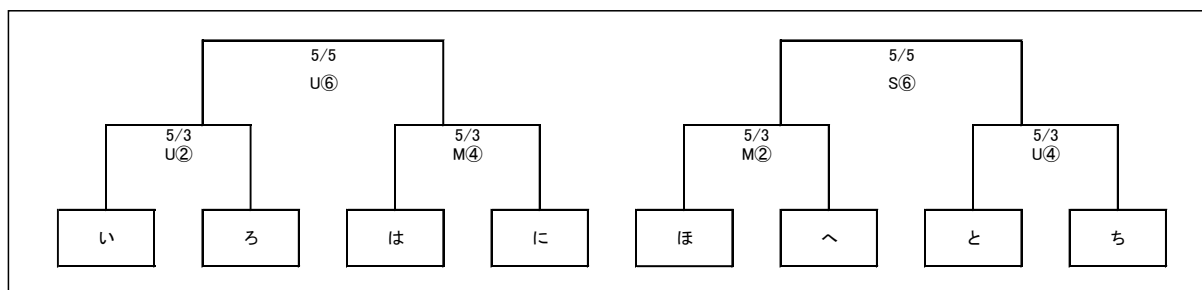 5/5 5/5
U⑥ S⑥
5/3 5/3 5/3 5/3
U② M④ M② U④
い ろ は に ほ へ と ち